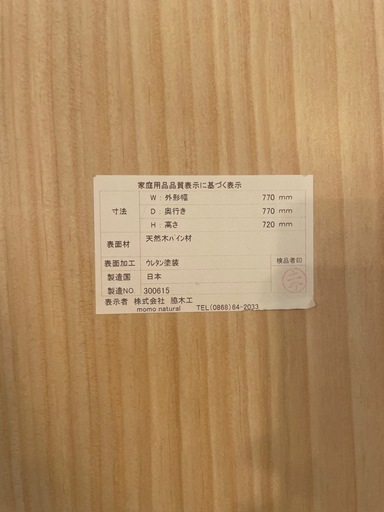 家庭用品品質表示に基づく表示
寸法
W：外形幅 770 mm
D：奥行き 770 mm
H：高さ 720 mm
表面材 天然木パイン材
表面加工 ウレタン塗装
検品者印
製造国 日本
製造NO. 300615
表示者 株式会社 脇木工
momo natural TEL(0868)64-2033